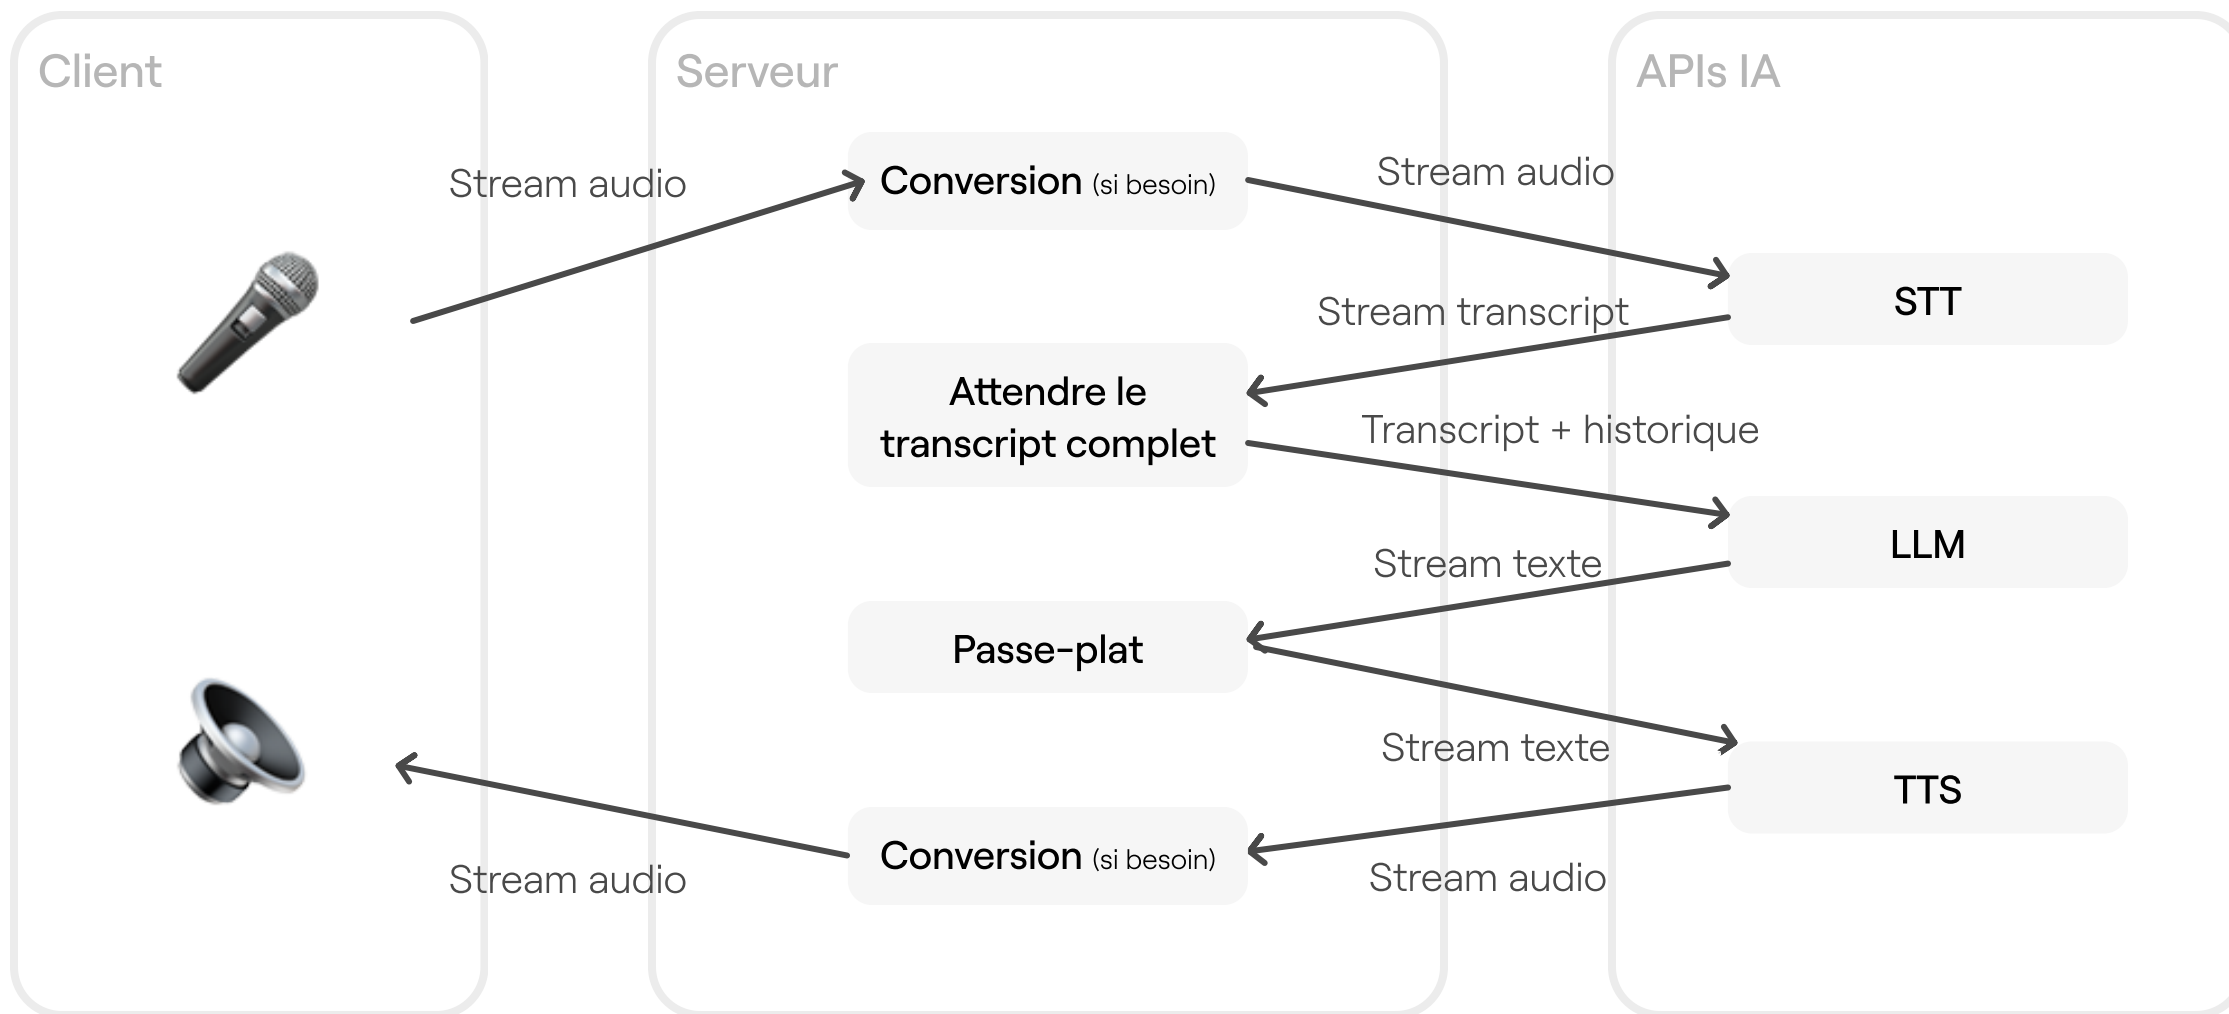 Client
Serveur
APIs IA
Stream audio
Conversion (si besoin)
Stream audio
STT
Stream transcript
Attendre le
transcript complet
Transcript + historique
LLM
Stream texte
Passe-plat
Stream texte
TTS
Conversion (si besoin)
Stream audio
Stream audio